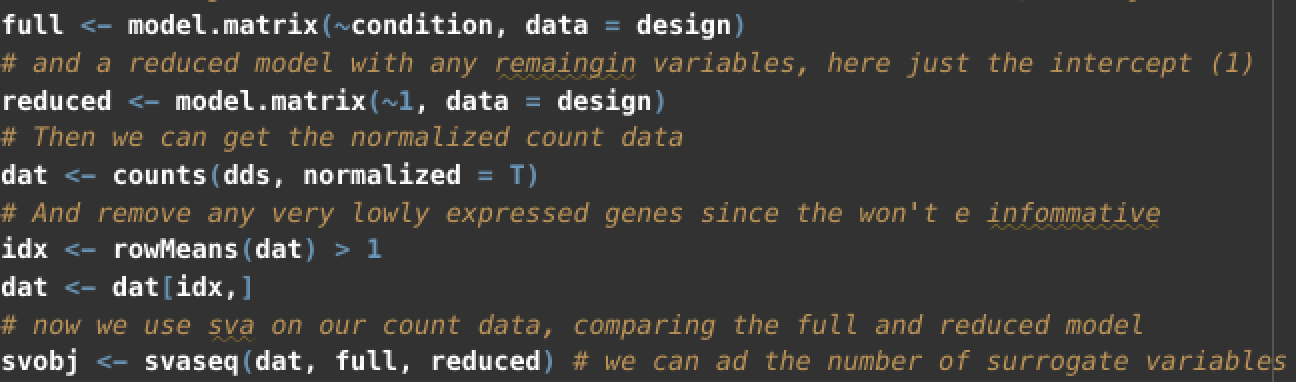 full <- model.matrix(~condition, data = design)
# and a reduced model with any remaingin variables, here just the intercept (1)
reduced <- model.matrix(~1, data = design)
# Then we can get the normalized count data
dat <- counts(dds, normalized = T)
# And remove any very lowly expressed genes since the won't e infommative
idx <- rowMeans(dat) > 1
dat <- dat[idx,]
# now we use sva on our count data, comparing the full and reduced model
svobj <- svaseq(dat, full, reduced) # we can ad the number of surrogate variables